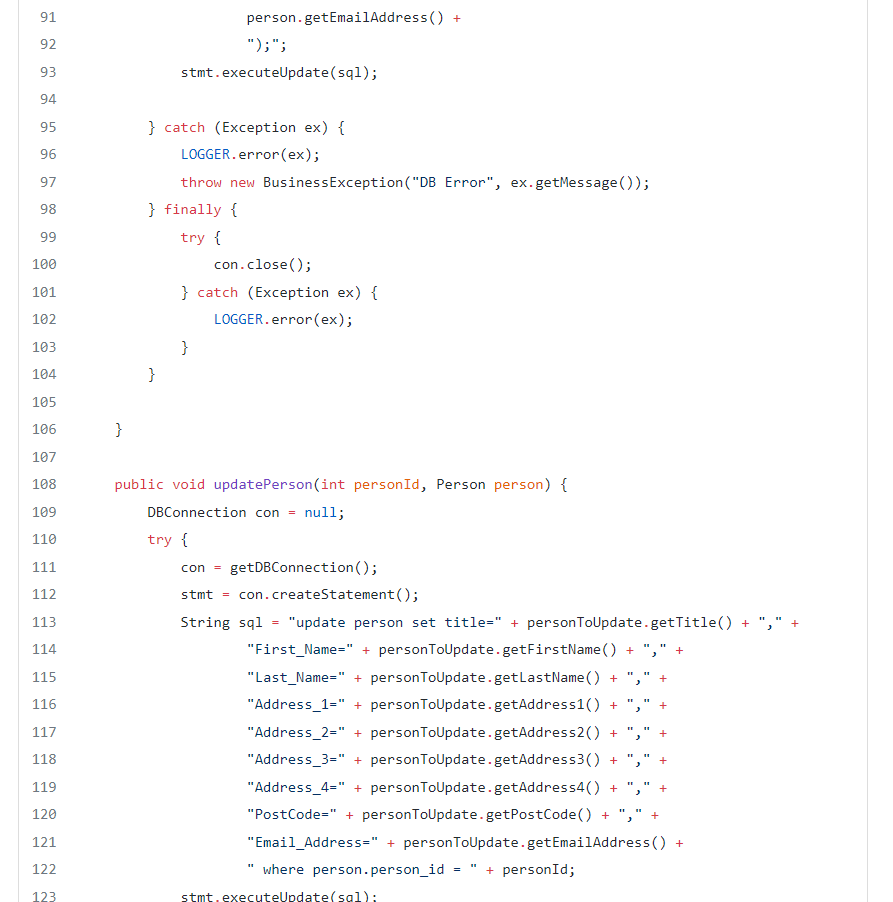 91 person.getEmailAddress() +
92 ");";
93 stmt.executeUpdate(sql);
94
95 } catch (Exception ex) {
96 LOGGER.error(ex);
97 throw new BusinessException("DB Error", ex.getMessage());
98 } finally {
99 try {
100 con.close();
101 } catch (Exception ex) {
102 LOGGER.error(ex);
103 }
104 }
105
106 }
107
108 public void updatePerson(int personId, Person person) {
109 DBConnection con = null;
110 try {
111 con = getDBConnection();
112 stmt = con.createStatement();
113 String sql = "update person set title=" + personToUpdate.getTitle() + "," +
114 "First_Name=" + personToUpdate.getFirstName() + "," +
115 "Last_Name=" + personToUpdate.getLastName() + "," +
116 "Address_1=" + personToUpdate.getAddress1() + "," +
117 "Address_2=" + personToUpdate.getAddress2() + "," +
118 "Address_3=" + personToUpdate.getAddress3() + "," +
119 "Address_4=" + personToUpdate.getAddress4() + "," +
120 "PostCode=" + personToUpdate.getPostCode() + "," +
121 "Email_Address=" + personToUpdate.getEmailAddress() +
122 " where person.person_id = " + personId;
123 stmt.executeUpdate(sql);